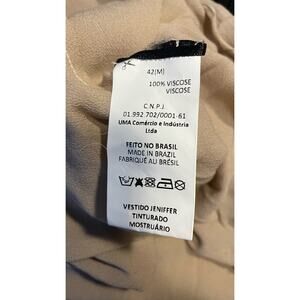 42(M)
100% VISCOSE
VISCOSE
C.N.P.J.
01.992.702/0001-61
UMA Comércio e Indústria
Ltda
FEITO NO BRASIL
MADE IN BRAZIL
FABRIQUÉ AU BRÉSIL
VESTIDO JENIFFER
TINTURADO
MOSTRUÁRIO